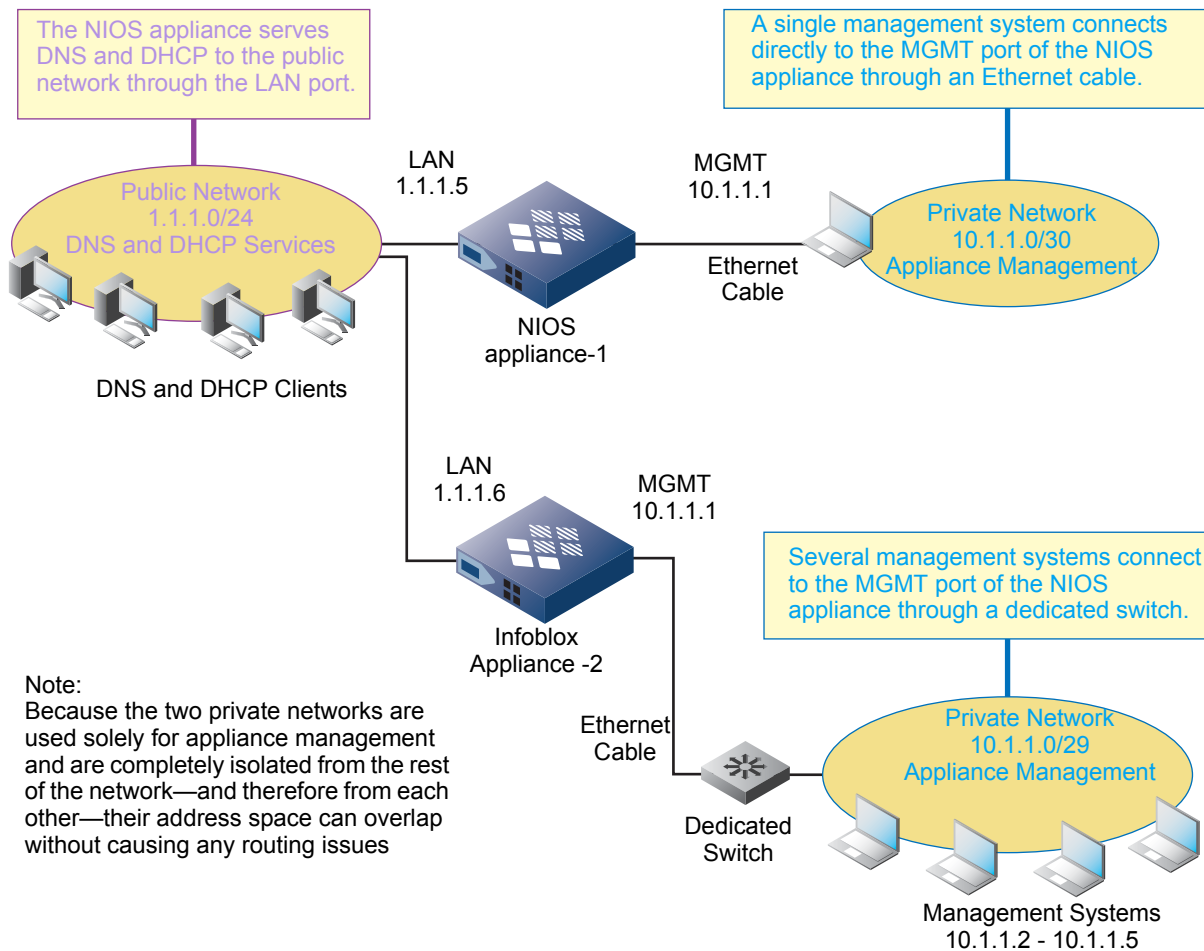 The NIOS appliance serves
DNS and DHCP to the public
network through the LAN port.
A single management system connects
directly to the MGMT port of the NIOS
appliance through an Ethernet cable.
LAN
1.1.1.5
MGMT
10.1.1.1
Public Network
1.1.1.0/24
DNS and DHCP Services
Private Network
10.1.1.0/30
Appliance Management
Ethernet
Cable
NIOS
appliance-1
DNS and DHCP Clients
LAN
1.1.1.6
MGMT
10.1.1.1
Several management systems connect
to the MGMT port of the NIOS
appliance through a dedicated switch.
Infoblox
Appliance -2
Note:
Because the two private networks are
used solely for appliance management
and are completely isolated from the rest
of the network—and therefore from each
other—their address space can overlap
without causing any routing issues
Ethernet
Cable
Private Network
10.1.1.0/29
Appliance Management
Dedicated
Switch
Management Systems
10.1.1.2 - 10.1.1.5